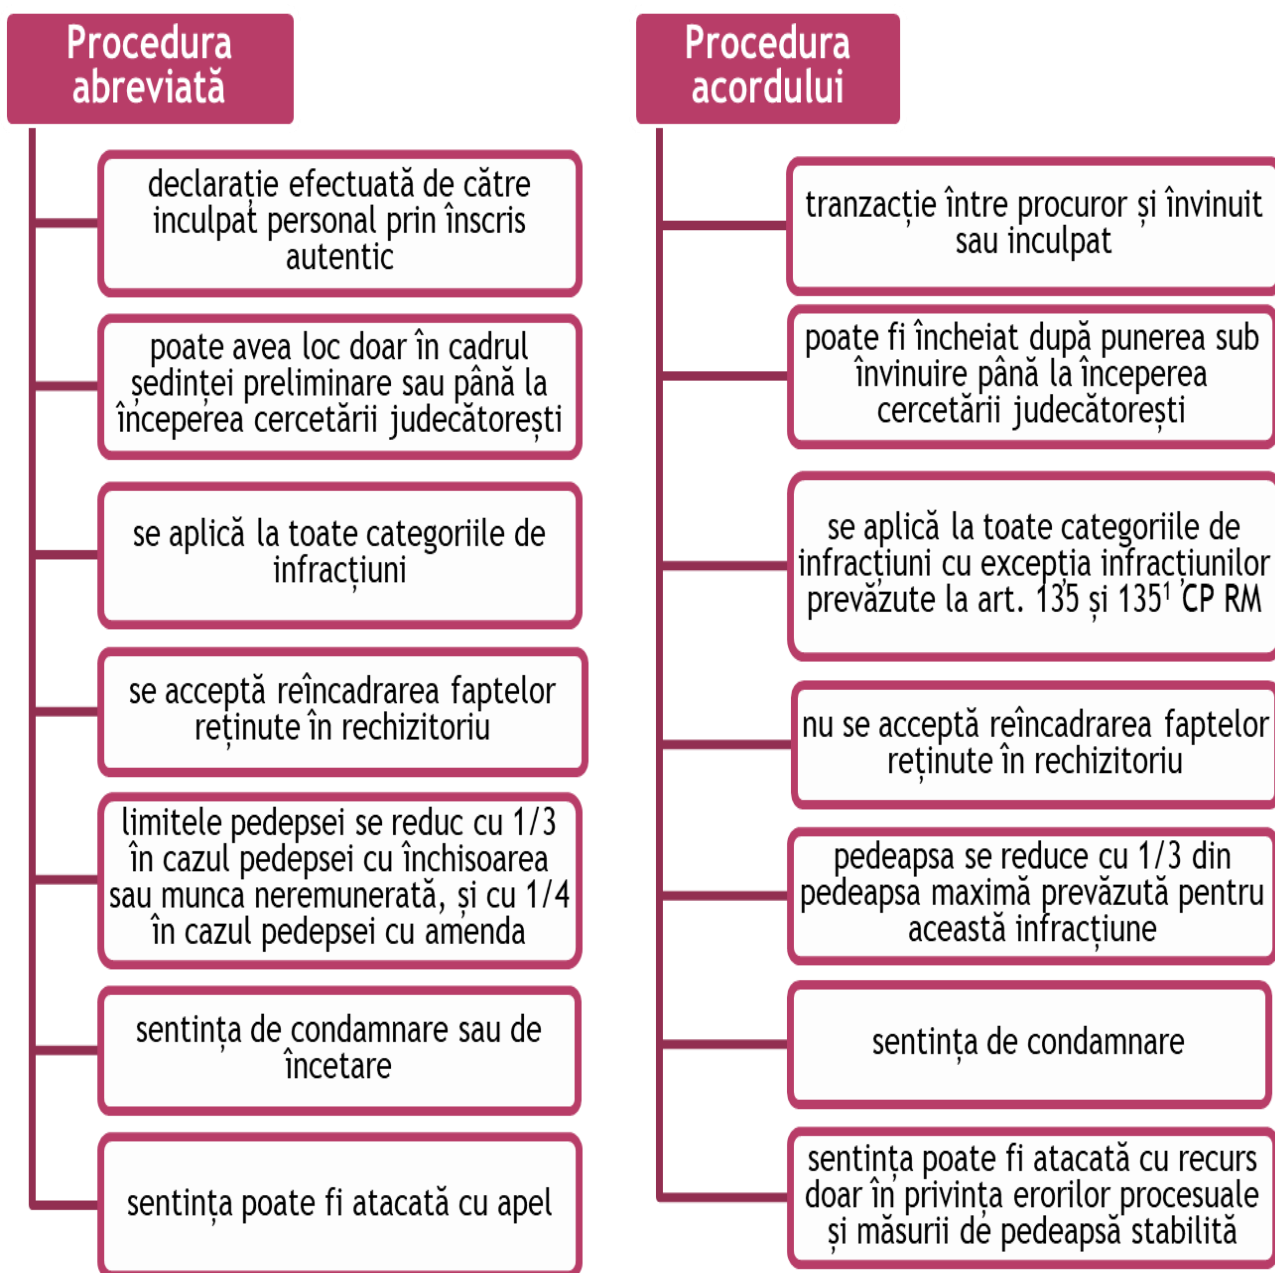 Procedura
abreviată
declarație efectuată de către
inculpat personal prin înscris
autentic
poate avea loc doar în cadrul
ședinței preliminare sau până la
începerea cercetării judecătorești
se aplică la toate categoriile de
infracțiuni
se acceptă reîncadrarea faptelor
reținute în rechizitoriu
limitele pedepsei se reduc cu 1/3
în cazul pedepsei cu închisoarea
sau munca neremunerată, și cu 1/4
în cazul pedepsei cu amenda
sentința de condamnare sau de
încetare
sentința poate fi atacată cu apel
Procedura
acordului
tranzacție între procuror și învinuit
sau inculpat
poate fi încheiat după punerea sub
învinuire până la începerea
cercetării judecătorești
se aplică la toate categoriile de
infracțiuni cu excepția infracțiunilor
prevăzute la art. 135 și 135¹ CP RM
nu se acceptă reîncadrarea faptelor
reținute în rechizitoriu
pedeapsa se reduce cu 1/3 din
pedeapsa maximă prevăzută pentru
această infracțiune
sentința de condamnare
sentința poate fi atacată cu recurs
doar în privința erorilor procesuale
și măsurii de pedeapsă stabilită